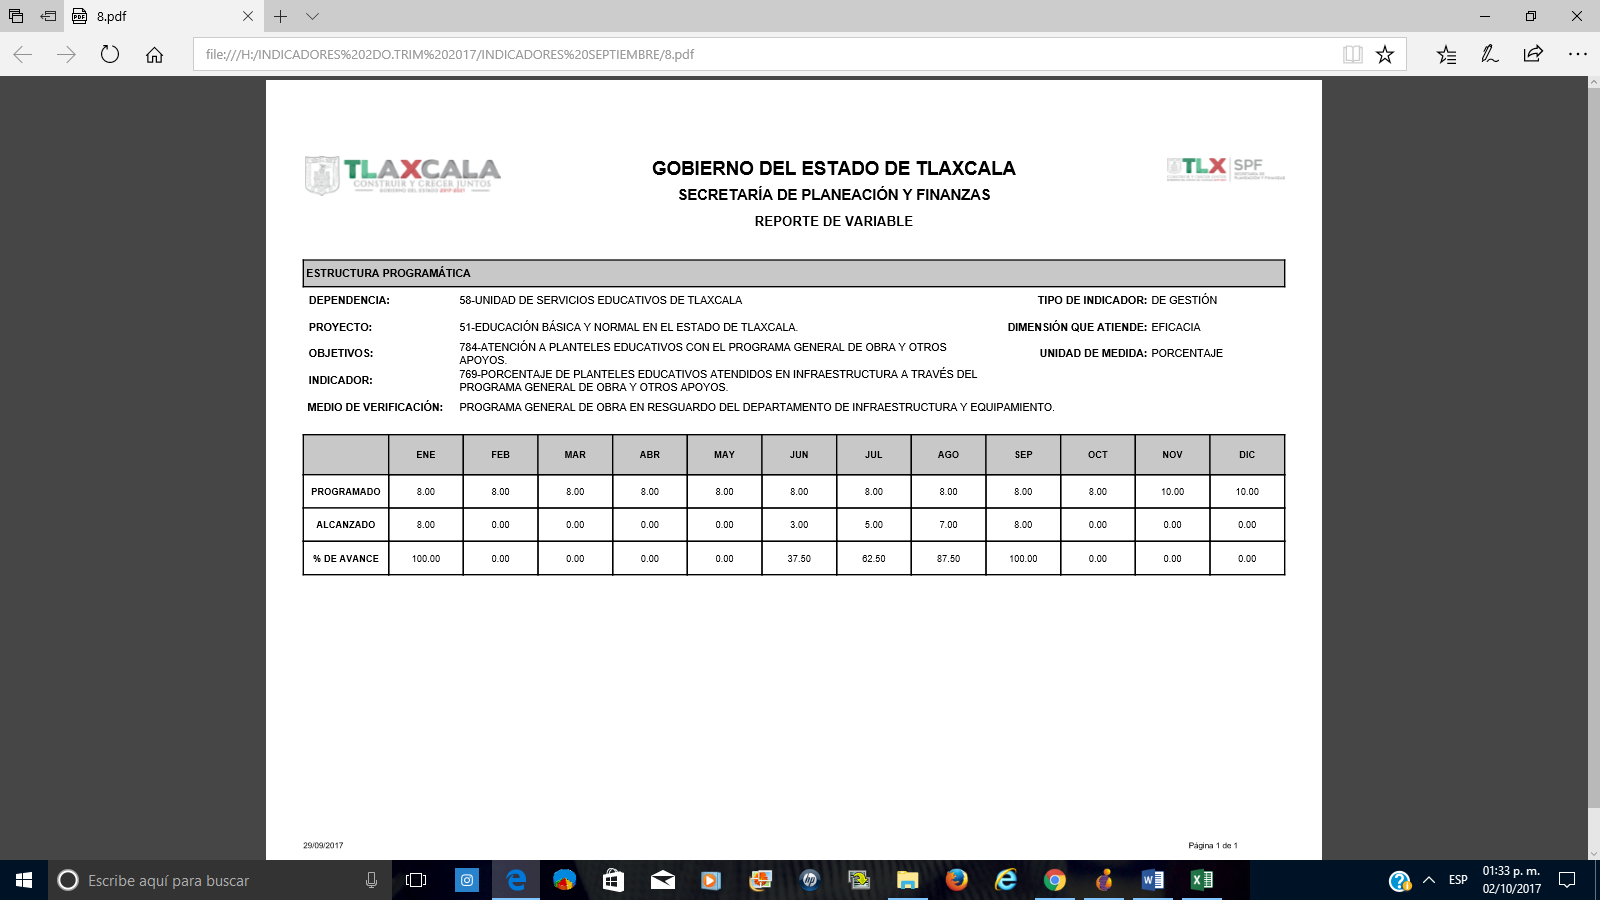 8.pdf
file:///H:/INDICADORES%202DO.TRIM%202017/INDICADORES%20SEPTIEMBRE/8.pdf
TLAXCALA
CONSTRUIR Y CRECER JUNTOS
GOBIERNO DEL ESTADO 2017-2021
GOBIERNO DEL ESTADO DE TLAXCALA
SECRETARÍA DE PLANEACIÓN Y FINANZAS
REPORTE DE VARIABLE
TLX SPF
ESTRUCTURA PROGRAMÁTICA
DEPENDENCIA: 58-UNIDAD DE SERVICIOS EDUCATIVOS DE TLAXCALA TIPO DE INDICADOR: DE GESTIÓN
PROYECTO: 51-EDUCACIÓN BÁSICA Y NORMAL EN EL ESTADO DE TLAXCALA. DIMENSIÓN QUE ATIENDE: EFICACIA
OBJETIVOS: 784-ATENCIÓN A PLANTELES EDUCATIVOS CON EL PROGRAMA GENERAL DE OBRA Y OTROS
APOYOS. UNIDAD DE MEDIDA: PORCENTAJE
INDICADOR: 769-PORCENTAJE DE PLANTELES EDUCATIVOS ATENDIDOS EN INFRAESTRUCTURA A TRAVÉS DEL
PROGRAMA GENERAL DE OBRA Y OTROS APOYOS.
MEDIO DE VERIFICACIÓN: PROGRAMA GENERAL DE OBRA EN RESGUARDO DEL DEPARTAMENTO DE INFRAESTRUCTURA Y EQUIPAMIENTO.
ENE FEB MAR ABR MAY JUN JUL AGO SEP OCT NOV DIC
PROGRAMADO 8.00 8.00 8.00 8.00 8.00 8.00 8.00 8.00 8.00 8.00 10.00 10.00
ALCANZADO 8.00 0.00 0.00 0.00 0.00 3.00 5.00 7.00 8.00 0.00 0.00 0.00
% DE AVANCE 100.00 0.00 0.00 0.00 0.00 37.50 62.50 87.50 100.00 0.00 0.00 0.00
29/09/2017 Página 1 de 1
Escribe aquí para buscar
ESP
01:33 p. m.
02/10/2017